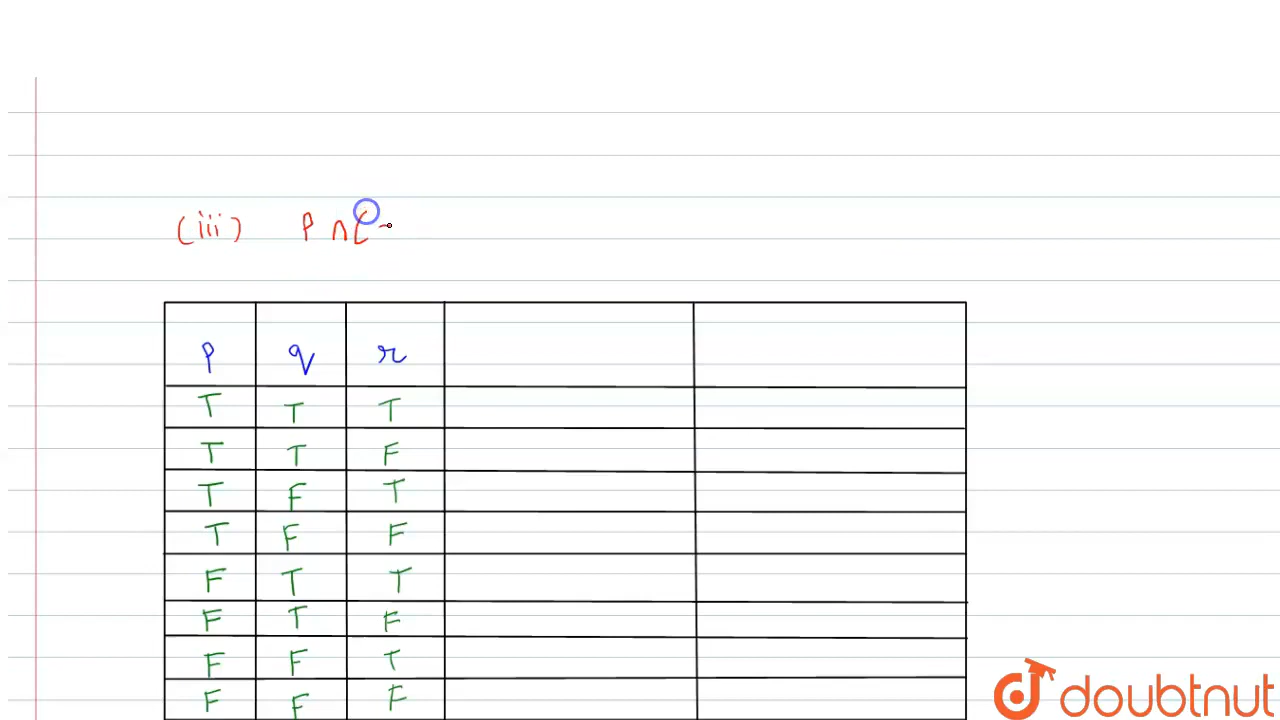 (iii) P ∧ ( -
P q r
T T T
T T F
T F T
T F F
F T T
F T F
F F T
F F F
doubtnut